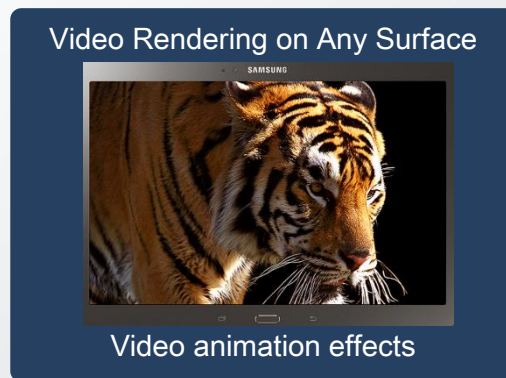 Video Rendering on Any Surface
SAMSUNG
Video animation effects